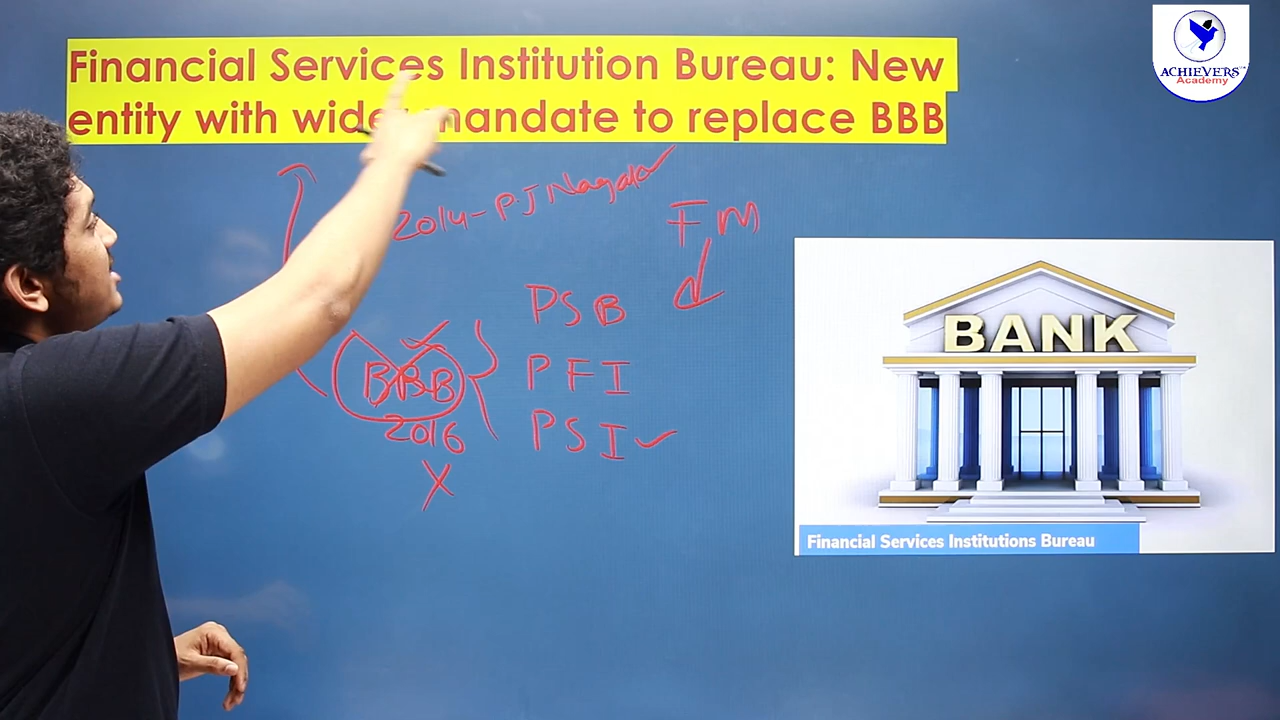 Financial Services Institution Bureau: New
entity with wider mandate to replace BBB
ACHIEVERS
Academy
2014-PJ Nayak
FM
PSB
BBB
PFI
2016
PSI
X
BANK
Financial Services Institutions Bureau